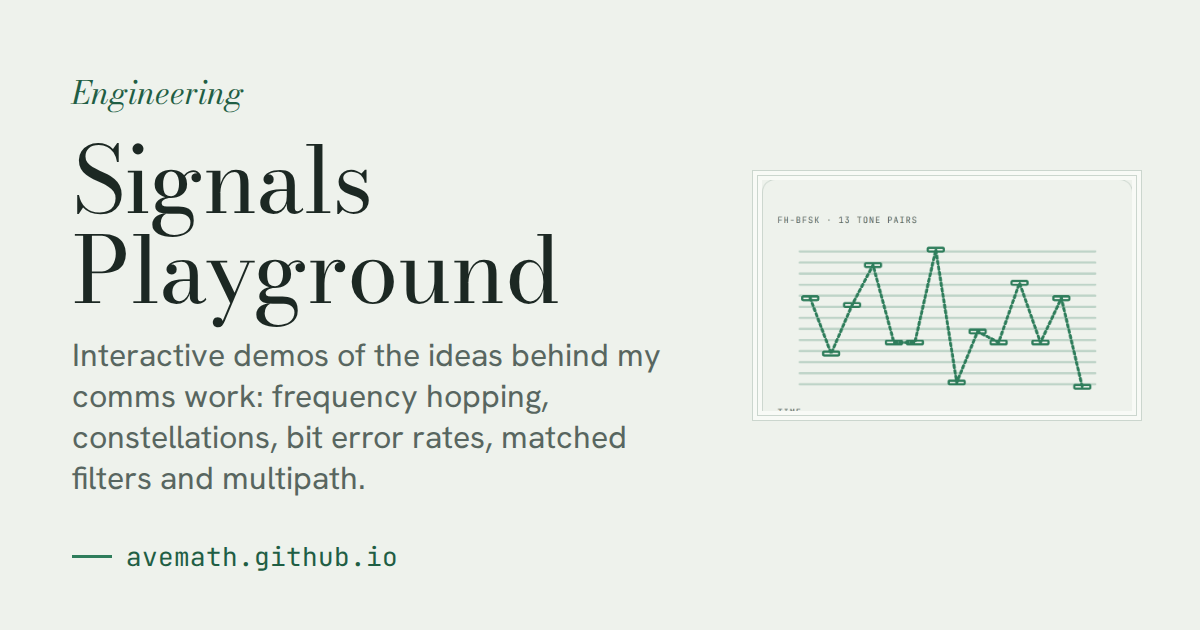 Engineering
Signals
Playground
Interactive demos of the ideas behind my
comms work: frequency hopping,
constellations, bit error rates, matched
filters and multipath.
avemath.github.io
FH-BFSK · 13 TONE PAIRS